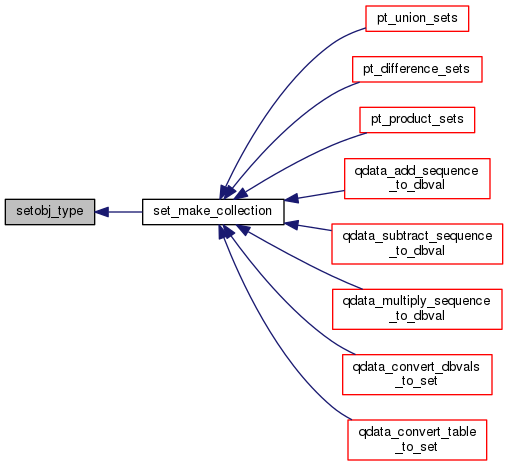 pt_union_sets
pt_difference_sets
pt_product_sets
qdata_add_sequence
_to_dbval
setobj_type
set_make_collection
qdata_subtract_sequence
_to_dbval
qdata_multiply_sequence
_to_dbval
qdata_convert_dbvals
_to_set
qdata_convert_table
_to_set